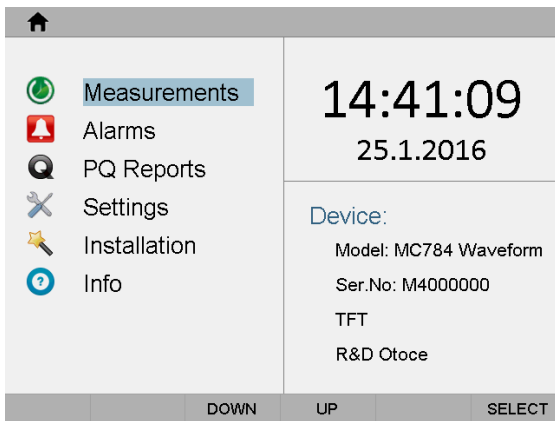 Measurements
Alarms
PQ Reports
Settings
Installation
Info
14:41:09
25.1.2016
Device:
Model: MC784 Waveform
Ser.No: M4000000
TFT
R&D Otoce
DOWN UP SELECT